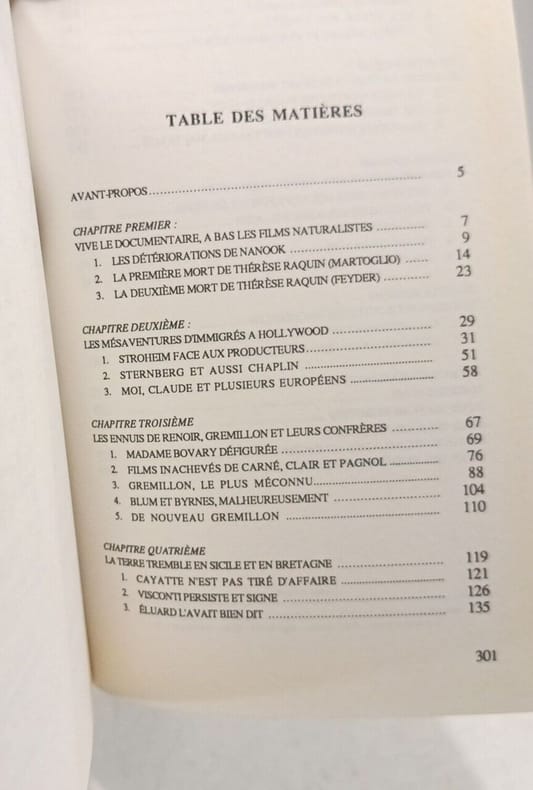 TABLE DES MATIÈRES
AVANT-PROPOS........................ 5
CHAPITRE PREMIER :
VIVE LE DOCUMENTAIRE, A BAS LES FILMS NATURALISTES ............ 7
1. LES DÉTÉRIORATIONS DE NANOOK ............ 9
2. LA PREMIÈRE MORT DE THÉRÈSE RAQUIN (MARTOGLIO) ...... 14
3. LA DEUXIÈME MORT DE THÉRÈSE RAQUIN (FEYDER) ............ 23
CHAPITRE DEUXIÈME :
LES MÉSAVENTURES D'IMMIGRÉS A HOLLYWOOD ............ 29
1. STROHEIM FACE AUX PRODUCTEURS............ 31
2. STERNBERG ET AUSSI CHAPLIN ............ 51
3. MOI, CLAUDE ET PLUSIEURS EUROPÉENS ............ 58
CHAPITRE TROISIÈME
LES ENNUIS DE RENOIR, GREMILLON ET LEURS CONFRÈRES ............ 67
1. MADAME BOVARY DÉFIGURÉE ............ 69
2. FILMS INACHEVÉS DE CARNÉ, CLAIR ET PAGNOL ............ 76
3. GREMILLON, LE PLUS MÉCONNU............ 88
4. BLUM ET BYRNES, MALHEUREUSEMENT ............ 104
5. DE NOUVEAU GREMILLON ............ 110
CHAPITRE QUATRIÈME
LA TERRE TREMBLE EN SICILE ET EN BRETAGNE ............ 119
1. CAYATTE N'EST PAS TIRÉ D'AFFAIRE ............ 121
2. VISCONTI PERSISTE ET SIGNE ............ 126
3. ÉLUARD L'AVAIT BIEN DIT ............ 135
301